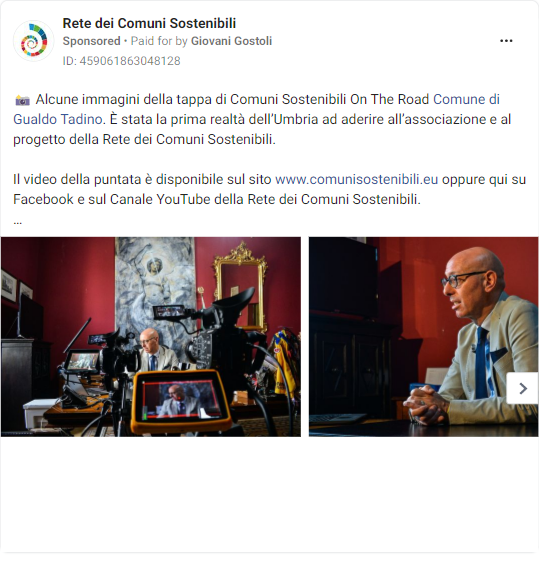 Rete dei Comuni Sostenibili
Sponsored • Paid for by Giovani Gostoli
ID: 459061863048128
📷 Alcune immagini della tappa di Comuni Sostenibili On The Road Comune di
Gualdo Tadino. È stata la prima realtà dell’Umbria ad aderire all’associazione e al
progetto della Rete dei Comuni Sostenibili.
Il video della puntata è disponibile sul sito www.comunisostenibili.eu oppure qui su
Facebook e sul Canale YouTube della Rete dei Comuni Sostenibili.
...